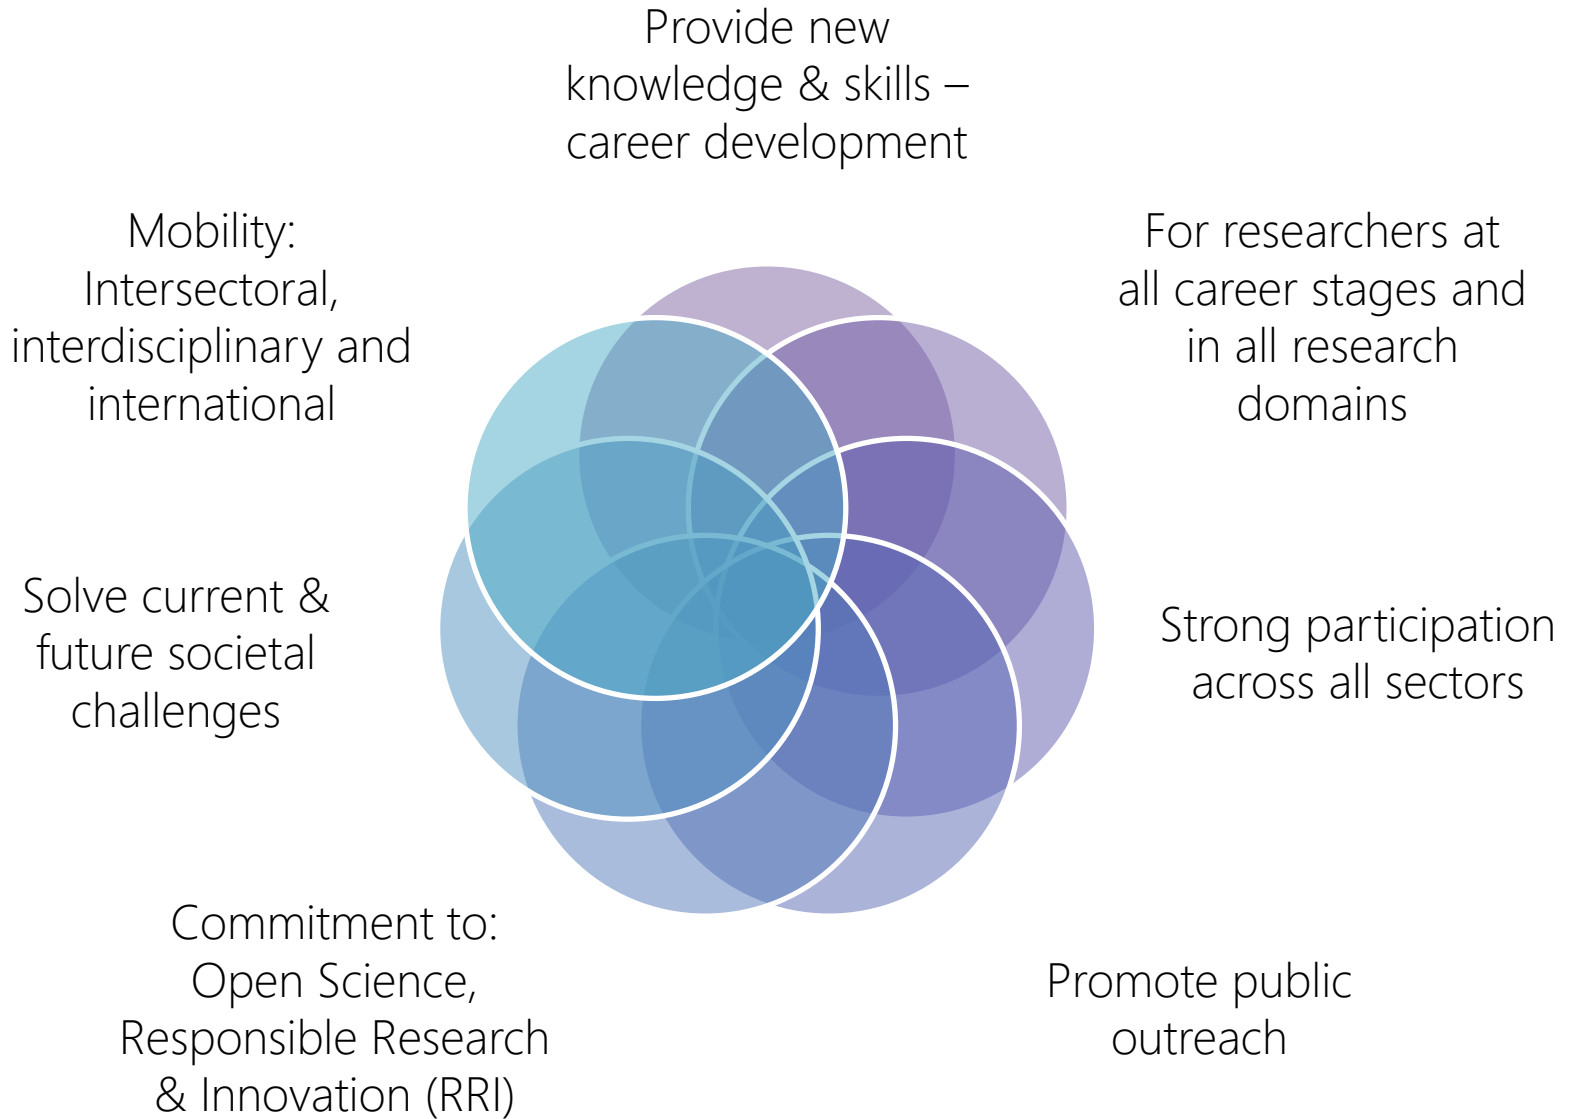 Provide new
knowledge & skills –
career development
Mobility:
Intersectoral,
interdisciplinary and
international
For researchers at
all career stages and
in all research
domains
Solve current &
future societal
challenges
Strong participation
across all sectors
Commitment to:
Open Science,
Responsible Research
& Innovation (RRI)
Promote public
outreach